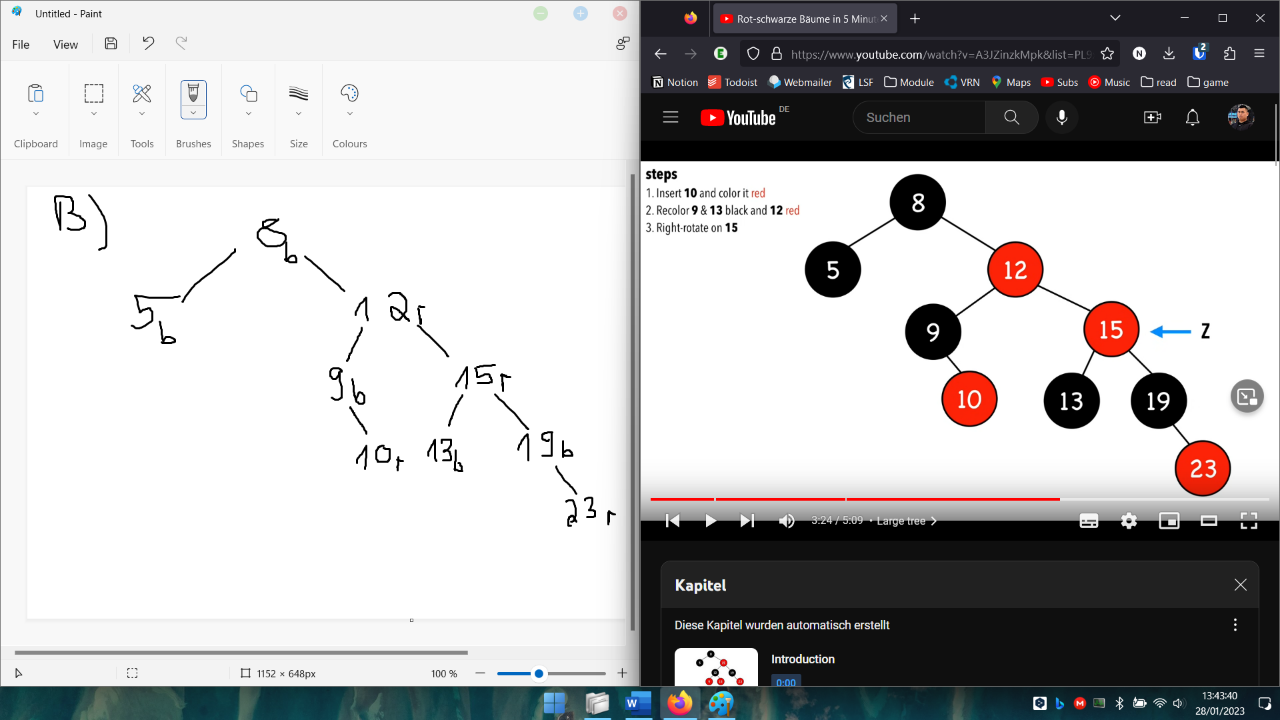 Untitled - Paint
File View
Clipboard Image Tools Brushes Shapes Size Colours
B)
8b
5b 12r
9b 15r
10r 13b 19b
23r
1152 × 648px 100 %
Rot-schwarze Bäume in 5 Minut
https://www.youtube.com/watch?v=A3JZinzkMpk&list=PL9
N 2
Notion Todoist Webmailer LSF Module VRN Maps Subs Music read game
YouTube DE Suchen
steps
1. Insert 10 and color it red
2. Recolor 9 & 13 black and 12 red
3. Right-rotate on 15
8
5 12
9 15 Z
10 13 19
23
3:24 / 5:09 • Large tree
Kapitel
Diese Kapitel wurden automatisch erstellt
Introduction
0:00
13:43:40
28/01/2023